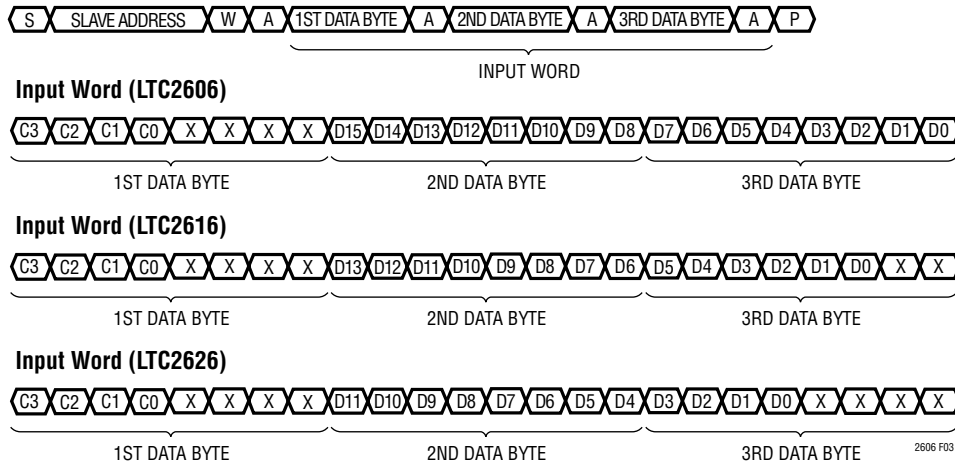 S SLAVE ADDRESS W A 1ST DATA BYTE A 2ND DATA BYTE A 3RD DATA BYTE A P
INPUT WORD
Input Word (LTC2606)
C3 C2 C1 C0 X X X X D15 D14 D13 D12 D11 D10 D9 D8 D7 D6 D5 D4 D3 D2 D1 D0
1ST DATA BYTE 2ND DATA BYTE 3RD DATA BYTE
Input Word (LTC2616)
C3 C2 C1 C0 X X X X D13 D12 D11 D10 D9 D8 D7 D6 D5 D4 D3 D2 D1 D0 X X
1ST DATA BYTE 2ND DATA BYTE 3RD DATA BYTE
Input Word (LTC2626)
C3 C2 C1 C0 X X X X D11 D10 D9 D8 D7 D6 D5 D4 D3 D2 D1 D0 X X X X
1ST DATA BYTE 2ND DATA BYTE 3RD DATA BYTE 2606 F03